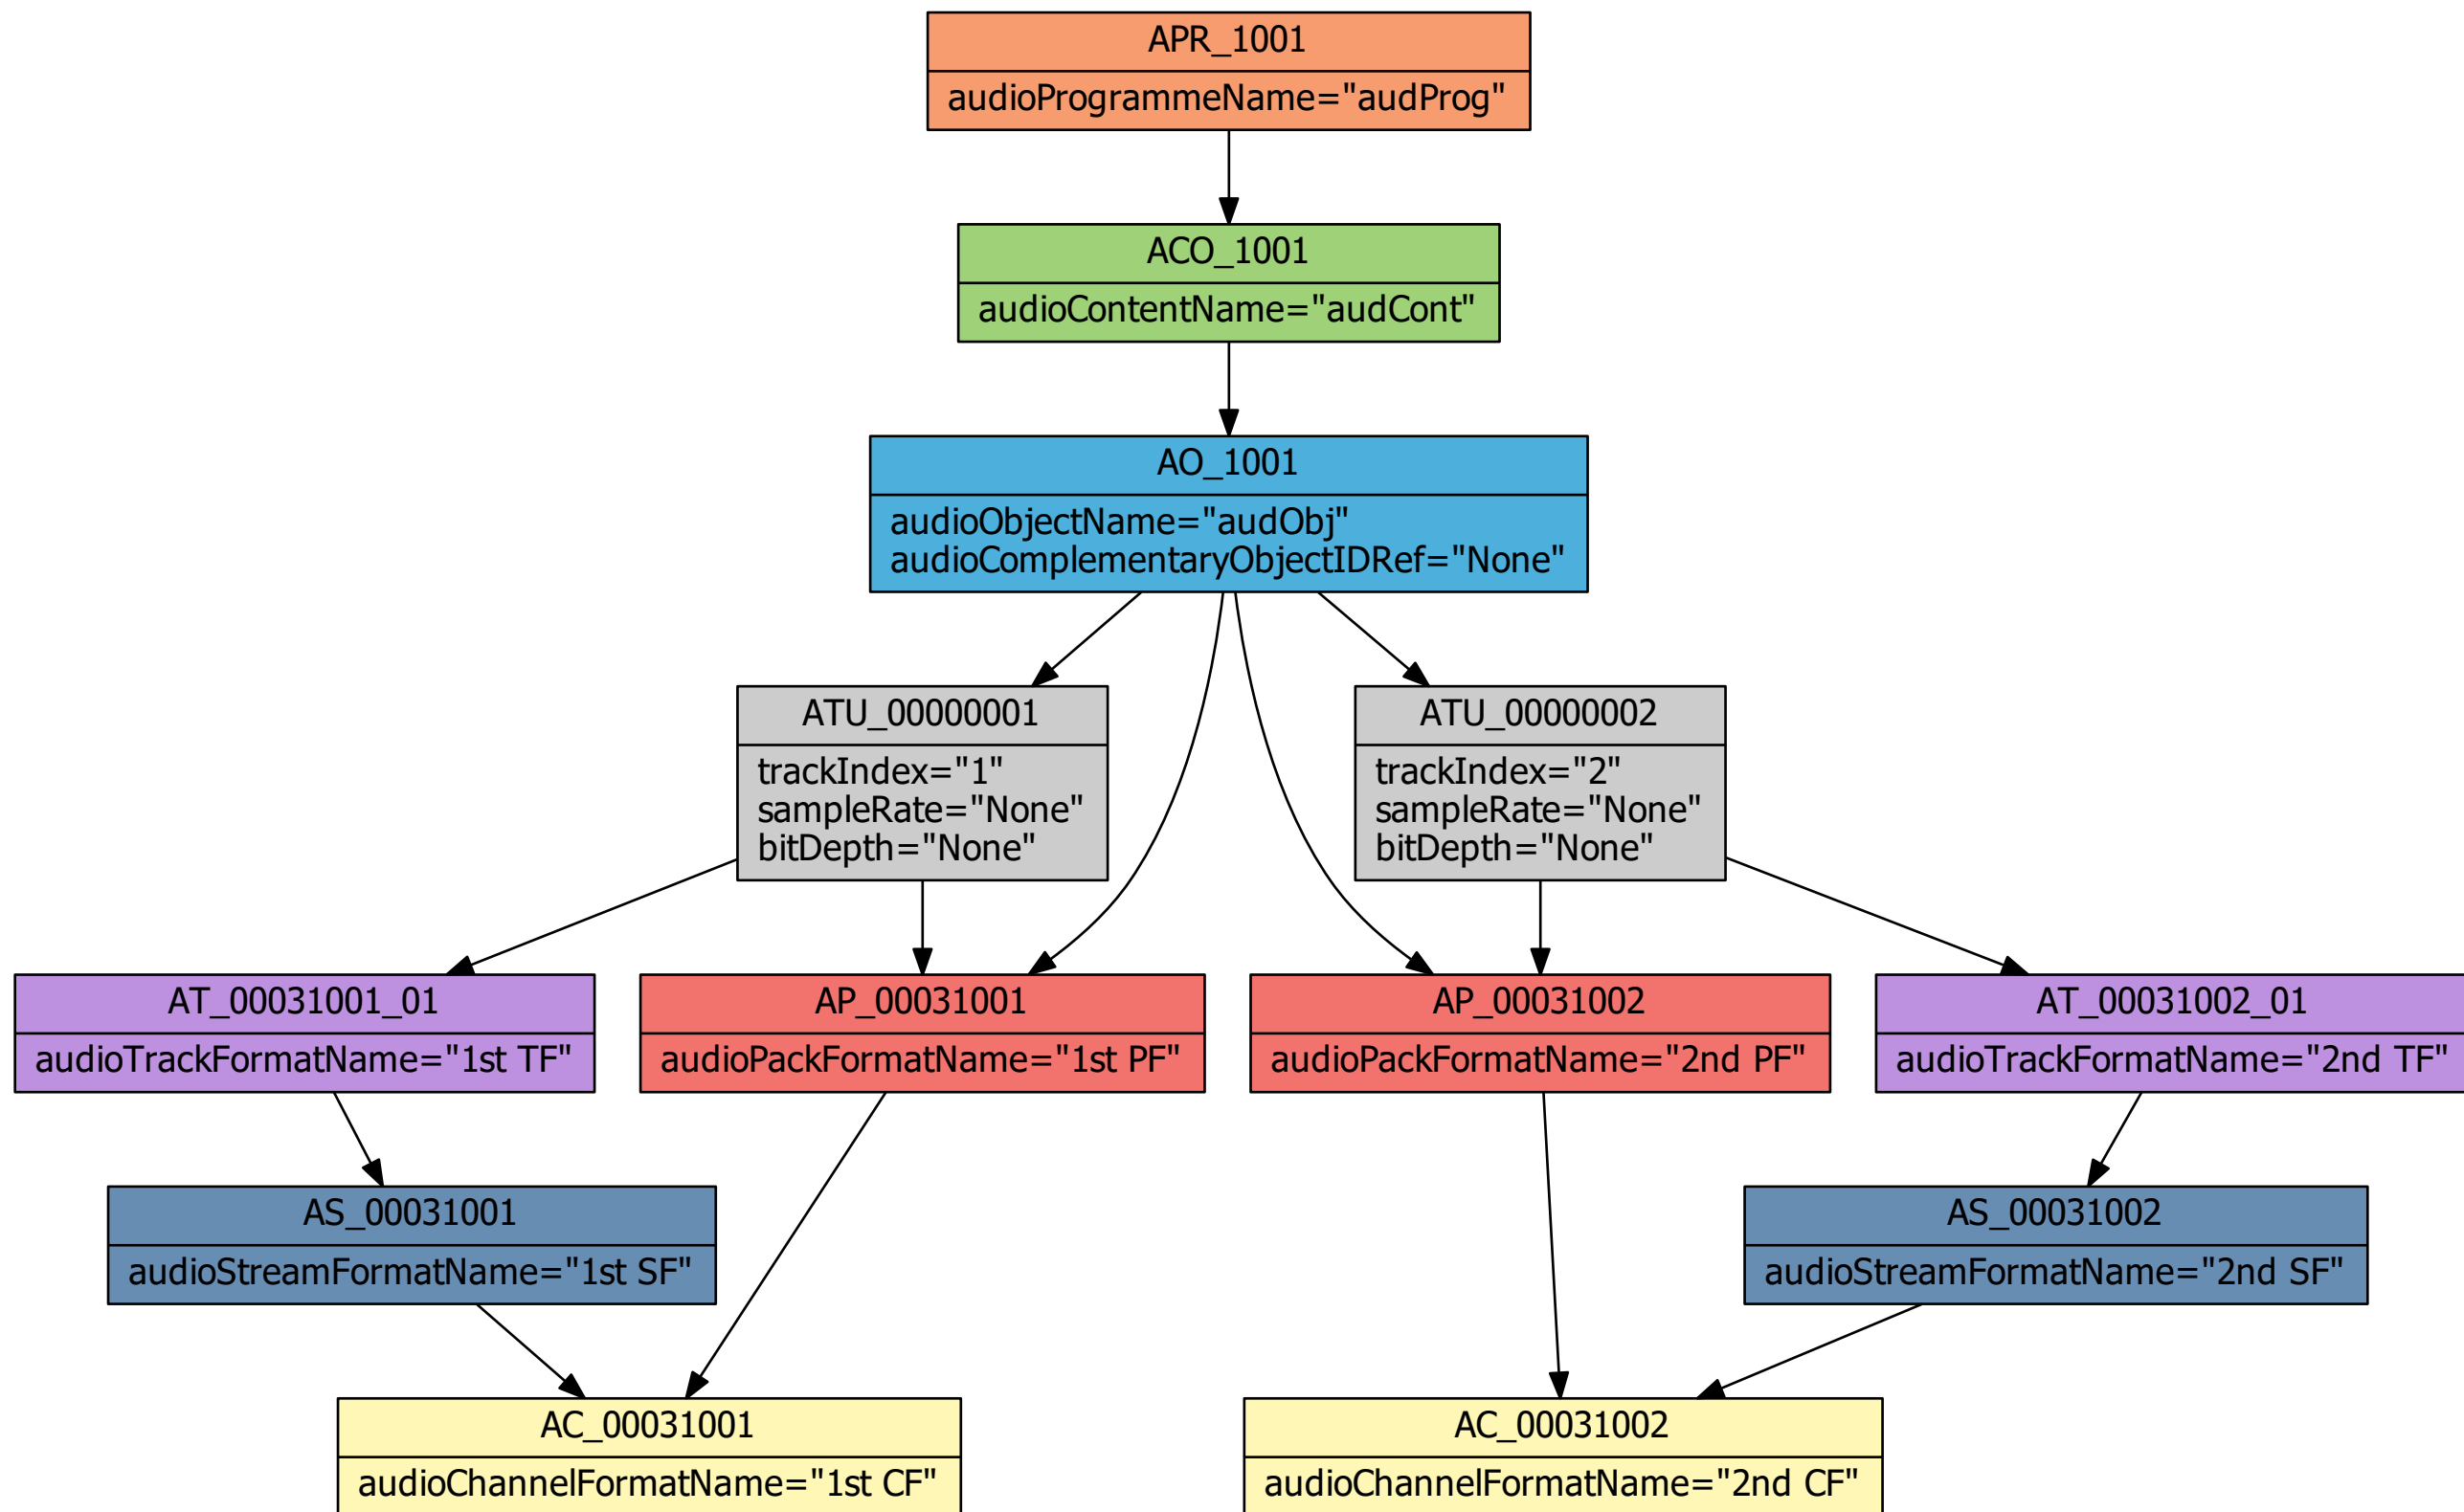 APR_1001
audioProgrammeName="audProg"
ACO_1001
audioContentName="audCont"
AO_1001
audioObjectName="audObj"
audioComplementaryObjectIDRef="None"
ATU_00000001
trackIndex="1"
sampleRate="None"
bitDepth="None"
ATU_00000002
trackIndex="2"
sampleRate="None"
bitDepth="None"
AT_00031001_01
audioTrackFormatName="1st TF"
AP_00031001
audioPackFormatName="1st PF"
AP_00031002
audioPackFormatName="2nd PF"
AT_00031002_01
audioTrackFormatName="2nd TF"
AS_00031001
audioStreamFormatName="1st SF"
AS_00031002
audioStreamFormatName="2nd SF"
AC_00031001
audioChannelFormatName="1st CF"
AC_00031002
audioChannelFormatName="2nd CF"